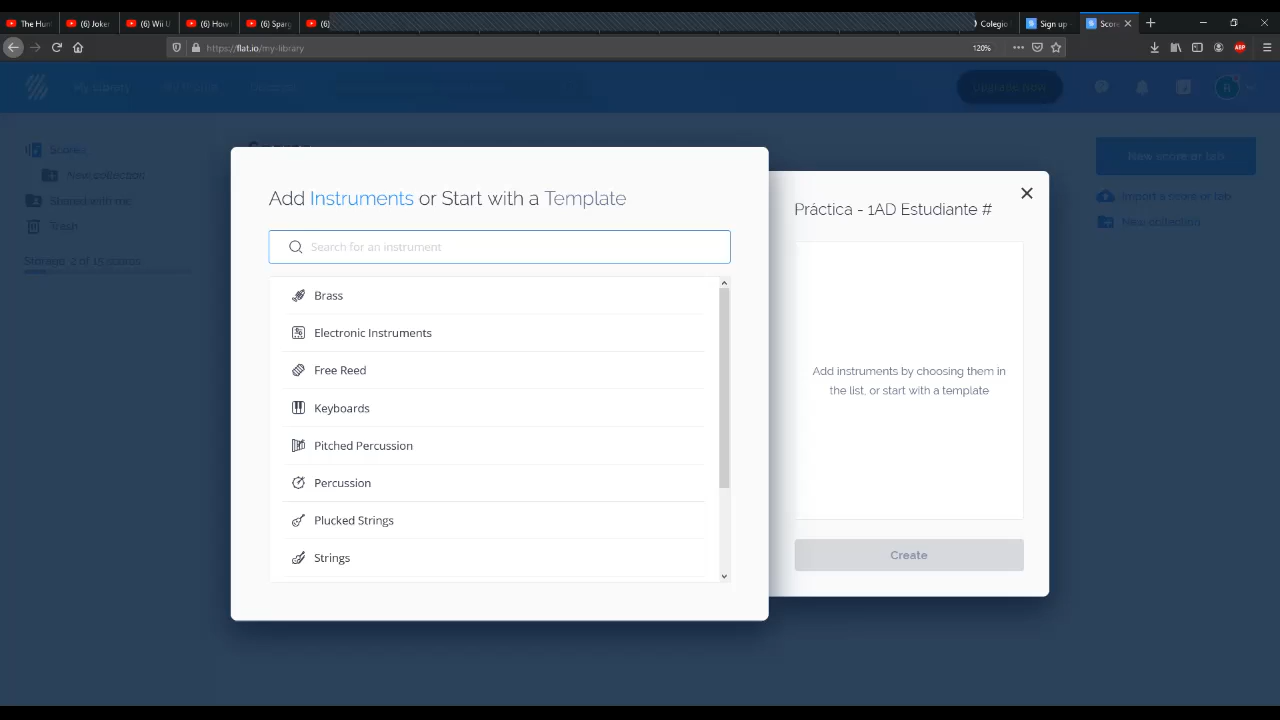 The Hun
(6) Joker
(6) Wii U
(6) How
(6) Sparg
(6)
Colegio
Sign up
Score
https://flat.io/my-library
120%
ABP
My Library
Upgrade Now
R
Scores
New collection
Shared with me
Trash
Storage: 2 of 15 scores
Scores
New score or tab
Import a score or tab
New collection
Add Instruments or Start with a Template
Search for an instrument
Brass
Electronic Instruments
Free Reed
Keyboards
Pitched Percussion
Percussion
Plucked Strings
Strings
Práctica - 1AD Estudiante #
Add instruments by choosing them in
the list, or start with a template
Create